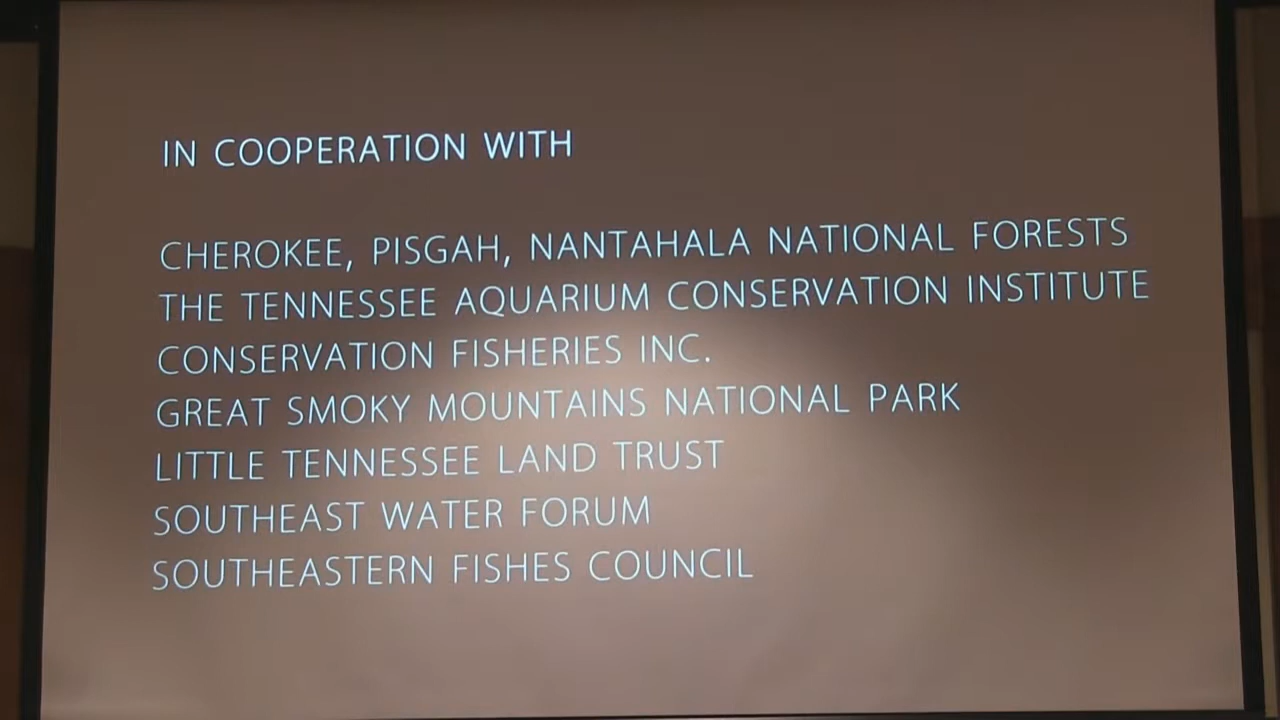 IN COOPERATION WITH
CHEROKEE, PISGAH, NANTAHALA NATIONAL FORESTS
THE TENNESSEE AQUARIUM CONSERVATION INSTITUTE
CONSERVATION FISHERIES INC.
GREAT SMOKY MOUNTAINS NATIONAL PARK
LITTLE TENNESSEE LAND TRUST
SOUTHEAST WATER FORUM
SOUTHEASTERN FISHES COUNCIL